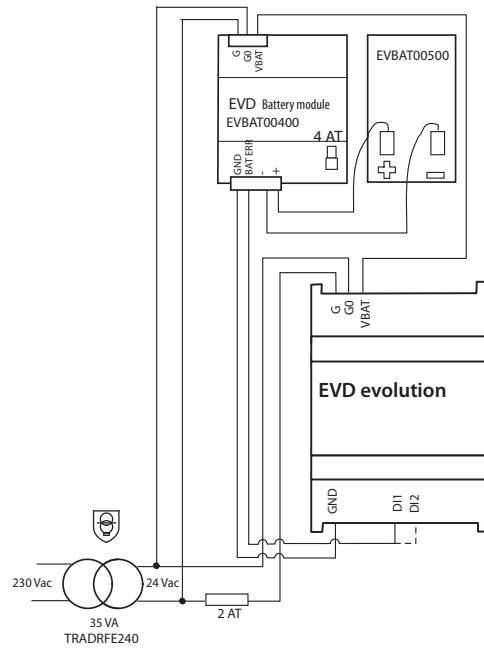 G
G0
VBAT
EVD Battery module
EVBAT00400
4 AT
GND
BAT ERR
-
+
EVBAT00500
G
G0
VBAT
EVD evolution
GND
DI1
DI2
230 Vac
24 Vac
35 VA
TRADRFE240
2 AT